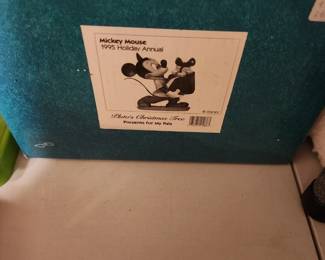 Mickey Mouse
1995 Holiday Annual
Pluto's Christmas Tree
Presents For My Pals